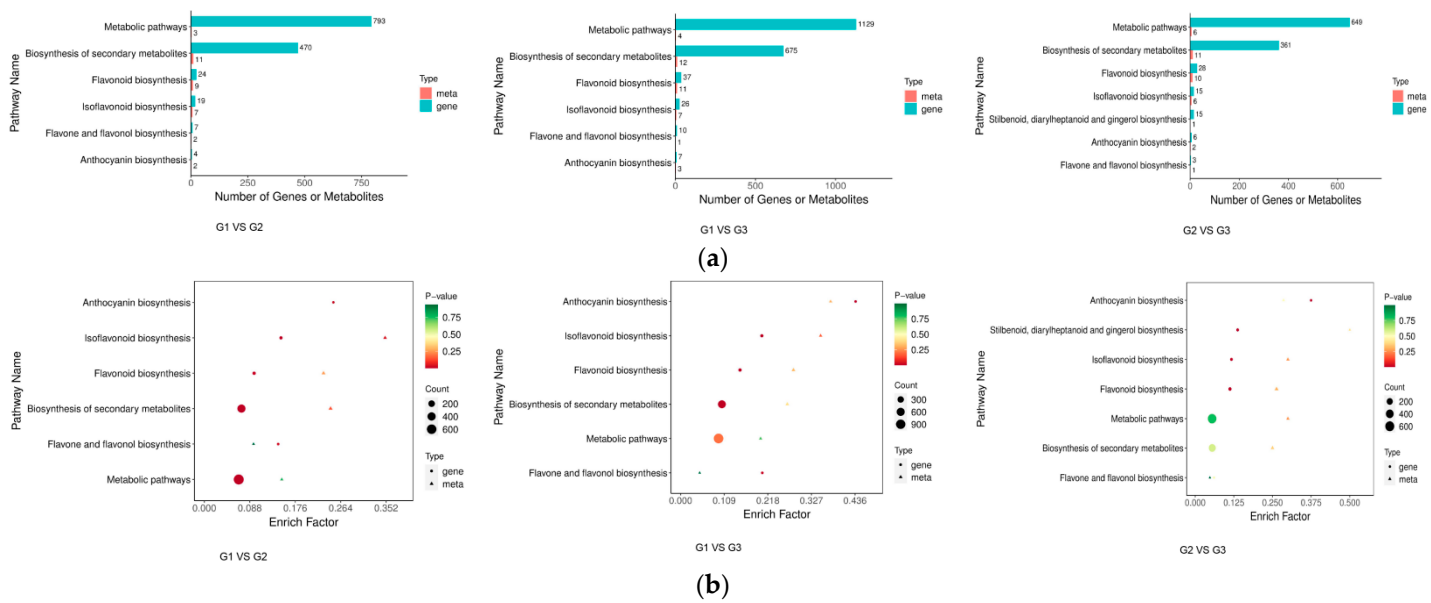 Pathway Name
Metabolic pathways
793
3
Biosynthesis of secondary metabolites
470
11
Flavonoid biosynthesis
24
9
Isoflavonoid biosynthesis
19
7
Flavone and flavonol biosynthesis
7
2
Anthocyanin biosynthesis
4
2
0 250 500 750
Number of Genes or Metabolites
Type
meta
gene
G1 VS G2
Pathway Name
Metabolic pathways
1129
4
Biosynthesis of secondary metabolites
675
12
Flavonoid biosynthesis
37
11
Isoflavonoid biosynthesis
26
7
Flavone and flavonol biosynthesis
10
1
Anthocyanin biosynthesis
7
3
0 500 1000
Number of Genes or Metabolites
Type
meta
gene
G1 VS G3
Pathway Name
Metabolic pathways
649
6
Biosynthesis of secondary metabolites
361
11
Flavonoid biosynthesis
28
10
Isoflavonoid biosynthesis
15
6
Stilbenoid, diarylheptanoid and gingerol biosynthesis
15
1
Anthocyanin biosynthesis
6
2
Flavone and flavonol biosynthesis
3
1
0 200 400 600
Number of Genes or Metabolites
Type
meta
gene
G2 VS G3
(a)
Pathway Name
Anthocyanin biosynthesis
Isoflavonoid biosynthesis
Flavonoid biosynthesis
Biosynthesis of secondary metabolites
Flavone and flavonol biosynthesis
Metabolic pathways
0.000 0.088 0.176 0.264 0.352
Enrich Factor
P-value
0.75
0.50
0.25
Count
200
400
600
Type
gene
meta
G1 VS G2
Pathway Name
Anthocyanin biosynthesis
Isoflavonoid biosynthesis
Flavonoid biosynthesis
Biosynthesis of secondary metabolites
Metabolic pathways
Flavone and flavonol biosynthesis
0.000 0.109 0.218 0.327 0.436
Enrich Factor
P-value
0.75
0.50
0.25
Count
300
600
900
Type
gene
meta
G1 VS G3
Pathway Name
Anthocyanin biosynthesis
Stilbenoid, diarylheptanoid and gingerol biosynthesis
Isoflavonoid biosynthesis
Flavonoid biosynthesis
Metabolic pathways
Biosynthesis of secondary metabolites
Flavone and flavonol biosynthesis
0.000 0.125 0.250 0.375 0.500
Enrich Factor
P-value
0.75
0.50
0.25
Count
200
400
600
Type
gene
meta
G2 VS G3
(b)